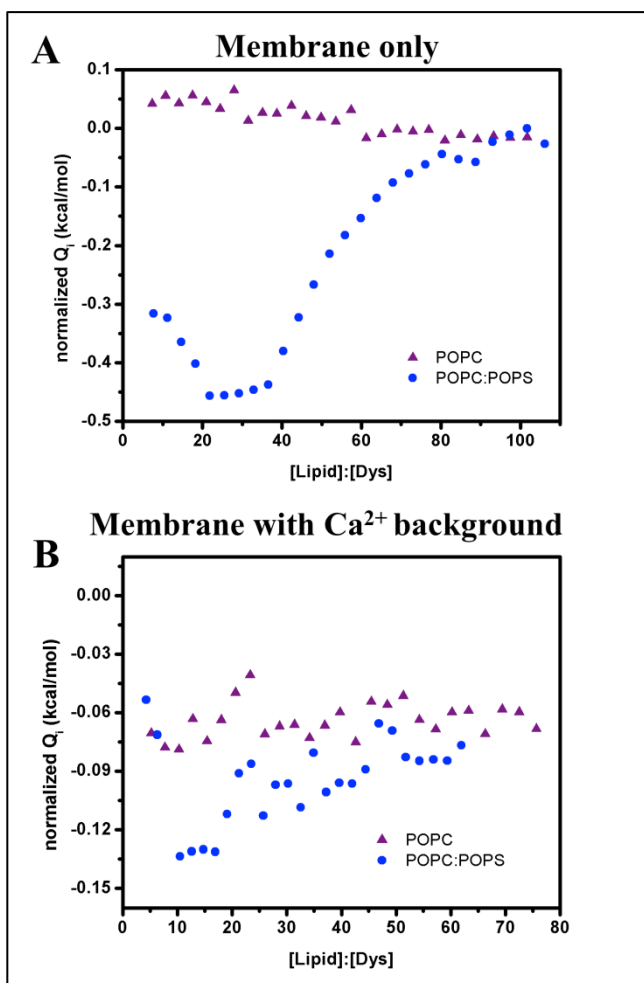 A
Membrane only
0.1
0.0
-0.1
-0.2
-0.3
-0.4
-0.5
normalized Qᵢ (kcal/mol)
POPC
POPC:POPS
0 20 40 60 80 100
[Lipid]:[Dys]
Membrane with Ca²⁺ background
B
0.00
-0.03
-0.06
-0.09
-0.12
-0.15
normalized Qᵢ (kcal/mol)
POPC
POPC:POPS
0 10 20 30 40 50 60 70 80
[Lipid]:[Dys]